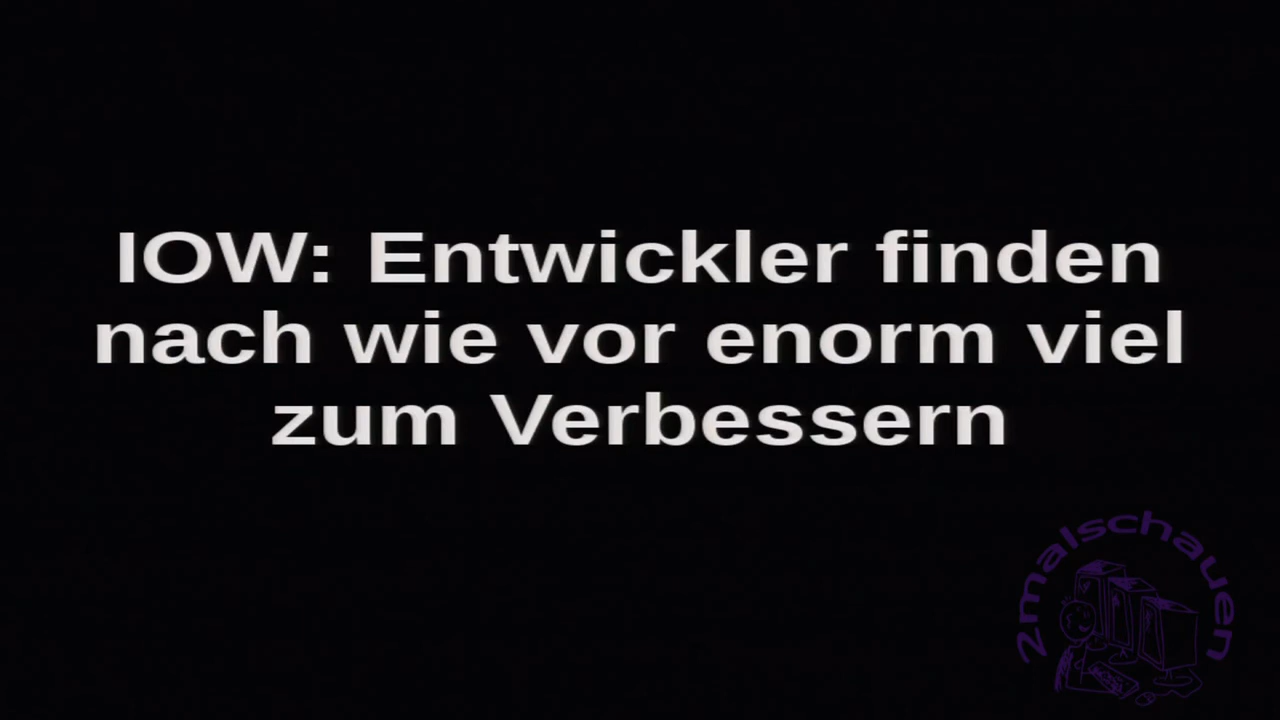 IOW: Entwickler finden
nach wie vor enorm viel
zum Verbessern
2malschauen